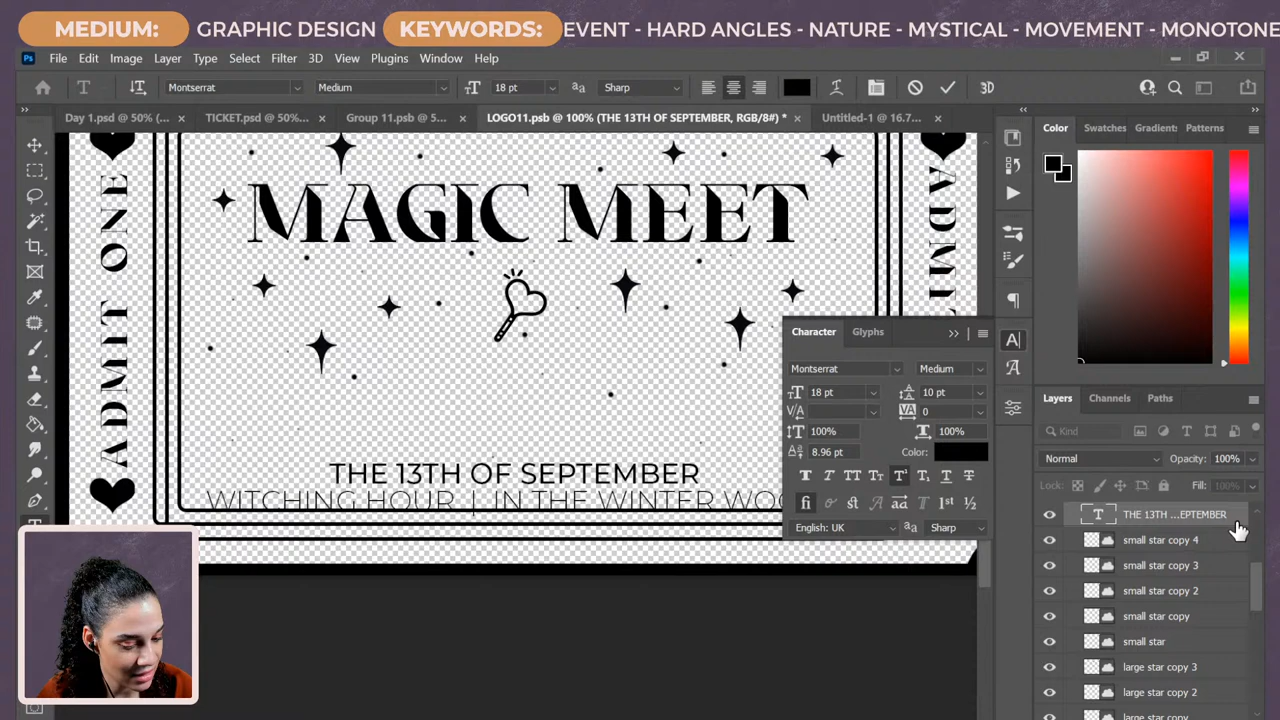 MEDIUM: GRAPHIC DESIGN KEYWORDS: EVENT - HARD ANGLES - NATURE - MYSTICAL - MOVEMENT - MONOTONE
Ps File Edit Image Layer Type Select Filter 3D View Plugins Window Help
T Montserrat Medium 18 pt Sharp 3D
Day 1.psd @ 50% (... × TICKET.psd @ 50%... × Group 11.psb @ 5... × LOGO11.psb @ 100% (THE 13TH OF SEPTEMBER, RGB/8#) * × Untitled-1 @ 16.7... ×
ADMIT ONE
MAGIC MEET
THE 13TH OF SEPTEMBER
WITCHING HOUR | IN THE WINTER
Character Glyphs
Montserrat Medium
18 pt 10 pt
0
100% 100%
8.96 pt Color:
English: UK Sharp
Color Swatches Gradient: Patterns
Layers Channels Paths
Kind
Normal Opacity: 100%
Lock: Fill: 100%
THE 13TH ...EPTEMBER
small star copy 4
small star copy 3
small star copy 2
small star copy
small star
large star copy 3
large star copy 2